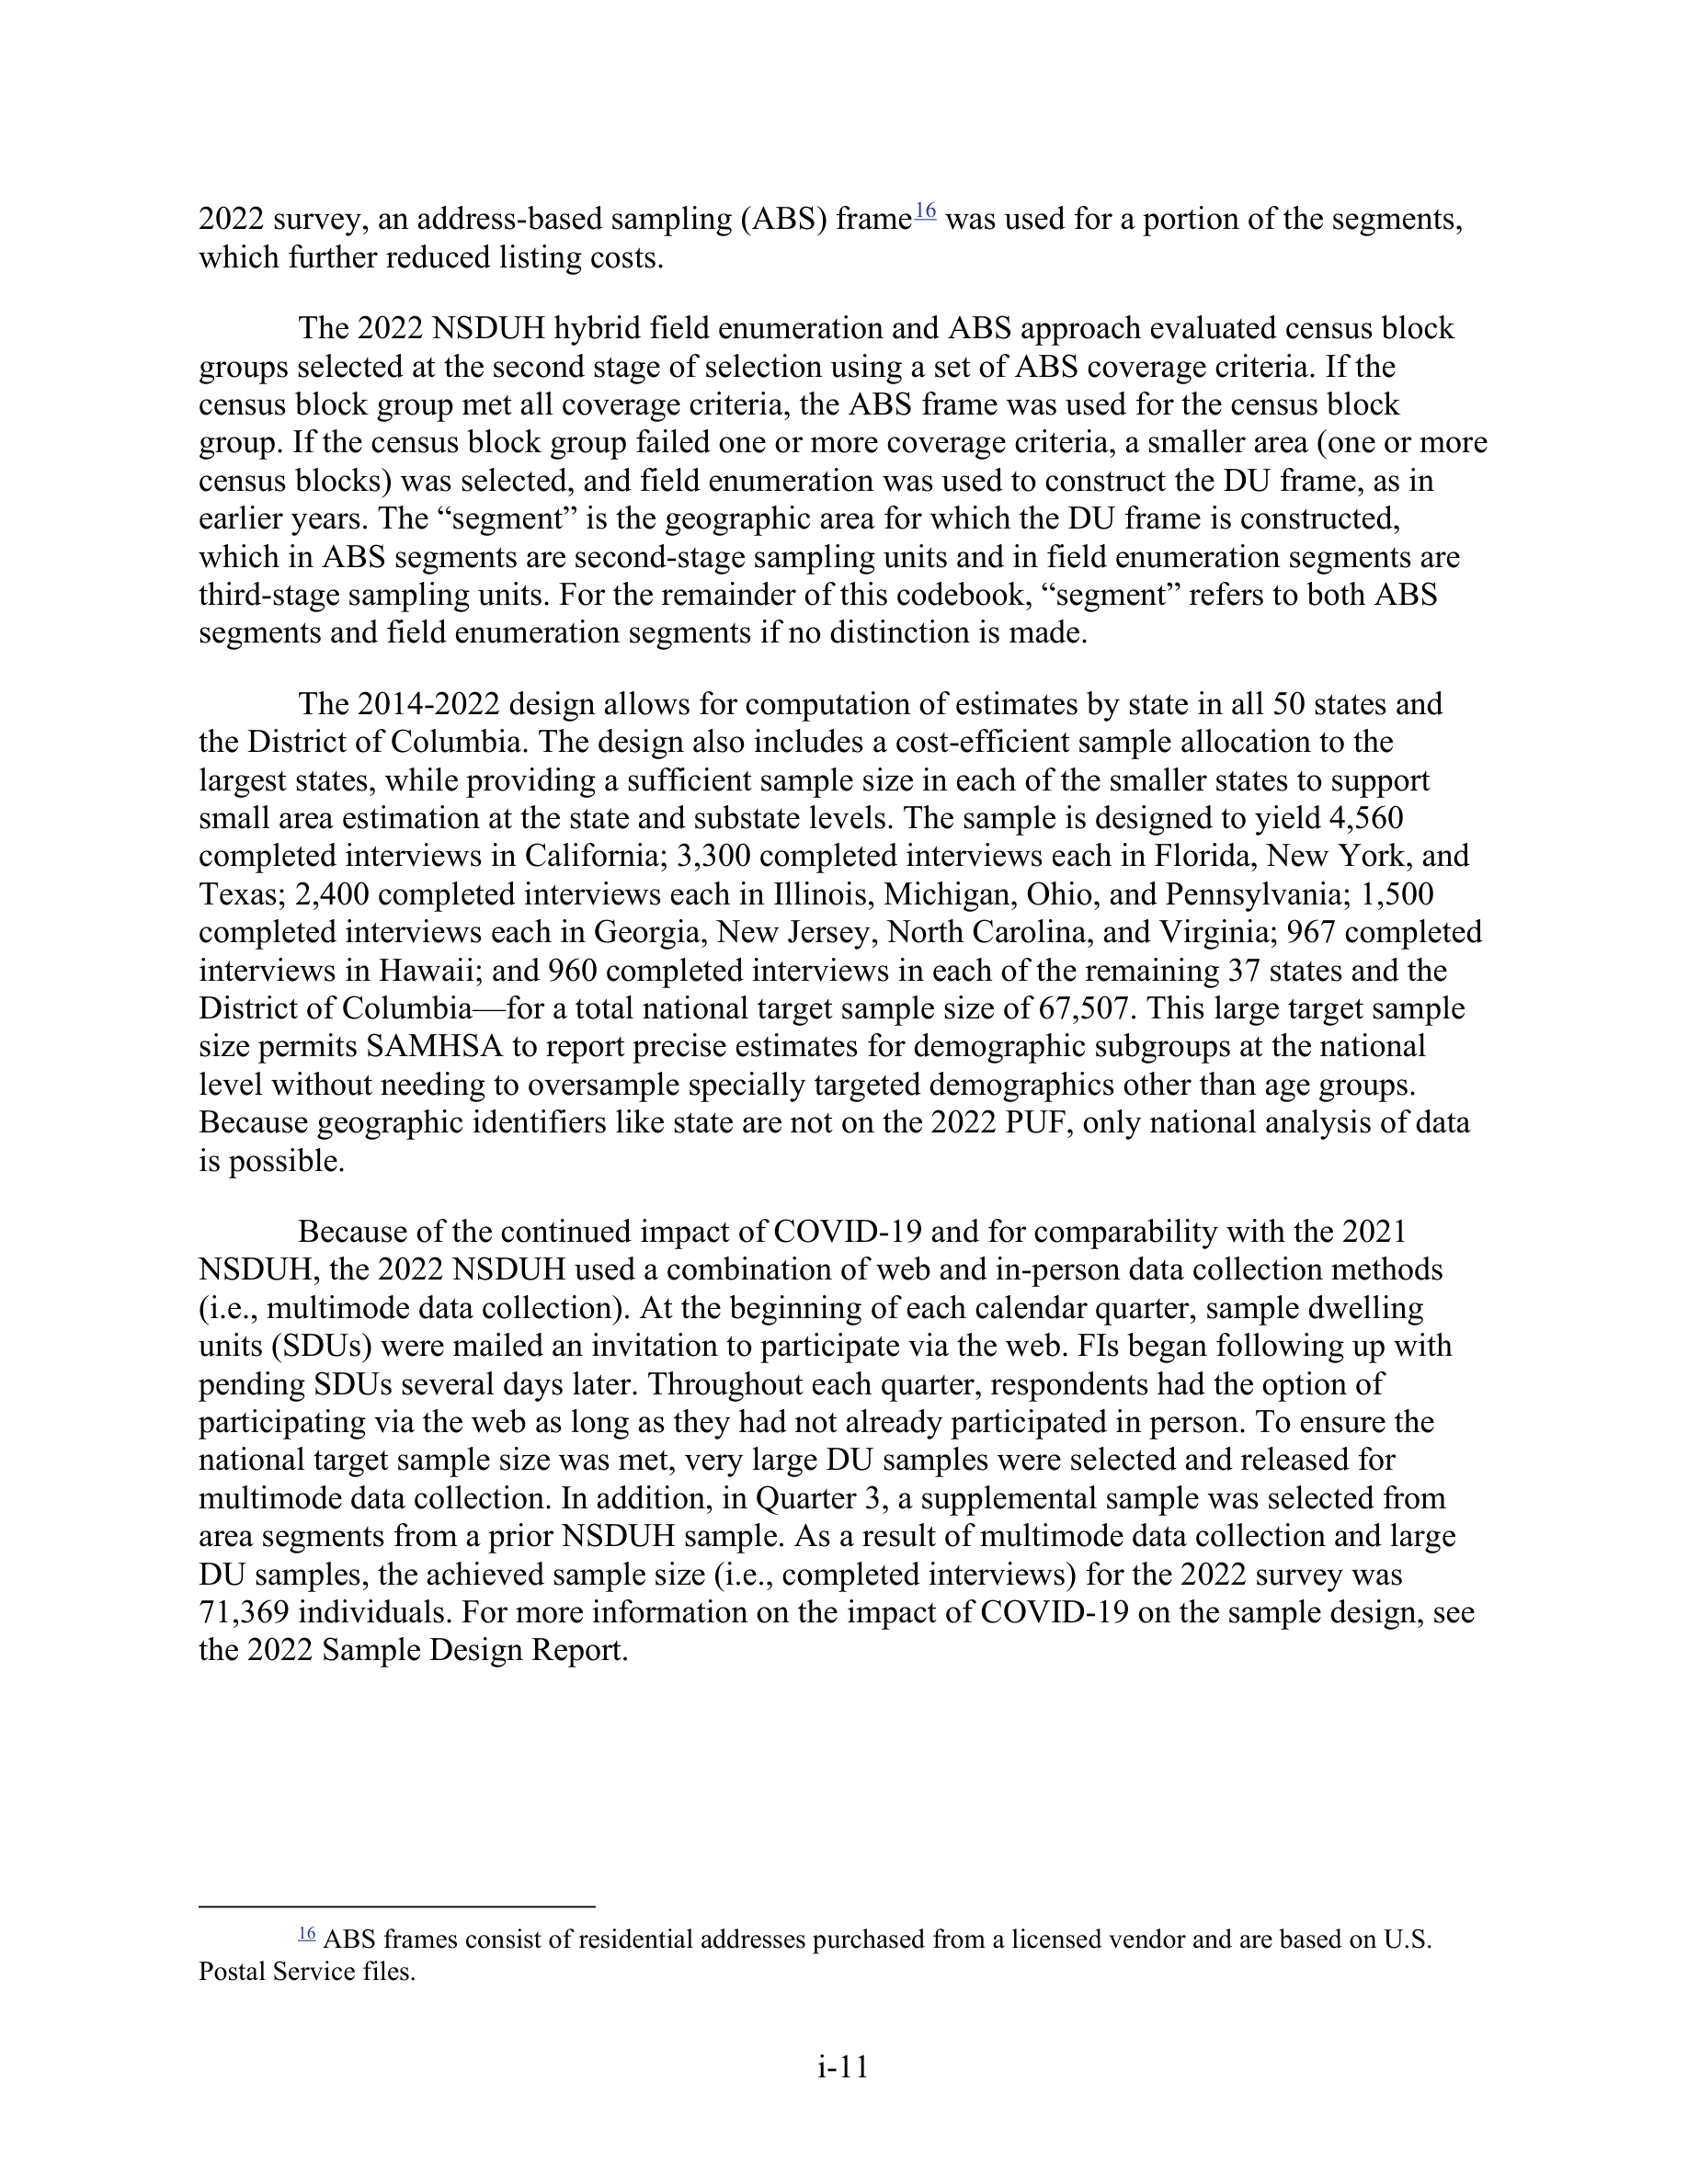 2022 survey, an address-based sampling (ABS) frame16 was used for a portion of the segments,
which further reduced listing costs.
The 2022 NSDUH hybrid field enumeration and ABS approach evaluated census block
groups selected at the second stage of selection using a set of ABS coverage criteria. If the
census block group met all coverage criteria, the ABS frame was used for the census block
group. If the census block group failed one or more coverage criteria, a smaller area (one or more
census blocks) was selected, and field enumeration was used to construct the DU frame, as in
earlier years. The “segment” is the geographic area for which the DU frame is constructed,
which in ABS segments are second-stage sampling units and in field enumeration segments are
third-stage sampling units. For the remainder of this codebook, “segment” refers to both ABS
segments and field enumeration segments if no distinction is made.
The 2014-2022 design allows for computation of estimates by state in all 50 states and
the District of Columbia. The design also includes a cost-efficient sample allocation to the
largest states, while providing a sufficient sample size in each of the smaller states to support
small area estimation at the state and substate levels. The sample is designed to yield 4,560
completed interviews in California; 3,300 completed interviews each in Florida, New York, and
Texas; 2,400 completed interviews each in Illinois, Michigan, Ohio, and Pennsylvania; 1,500
completed interviews each in Georgia, New Jersey, North Carolina, and Virginia; 967 completed
interviews in Hawaii; and 960 completed interviews in each of the remaining 37 states and the
District of Columbia—for a total national target sample size of 67,507. This large target sample
size permits SAMHSA to report precise estimates for demographic subgroups at the national
level without needing to oversample specially targeted demographics other than age groups.
Because geographic identifiers like state are not on the 2022 PUF, only national analysis of data
is possible.
Because of the continued impact of COVID-19 and for comparability with the 2021
NSDUH, the 2022 NSDUH used a combination of web and in-person data collection methods
(i.e., multimode data collection). At the beginning of each calendar quarter, sample dwelling
units (SDUs) were mailed an invitation to participate via the web. FIs began following up with
pending SDUs several days later. Throughout each quarter, respondents had the option of
participating via the web as long as they had not already participated in person. To ensure the
national target sample size was met, very large DU samples were selected and released for
multimode data collection. In addition, in Quarter 3, a supplemental sample was selected from
area segments from a prior NSDUH sample. As a result of multimode data collection and large
DU samples, the achieved sample size (i.e., completed interviews) for the 2022 survey was
71,369 individuals. For more information on the impact of COVID-19 on the sample design, see
the 2022 Sample Design Report.
16 ABS frames consist of residential addresses purchased from a licensed vendor and are based on U.S.
Postal Service files.
i-11